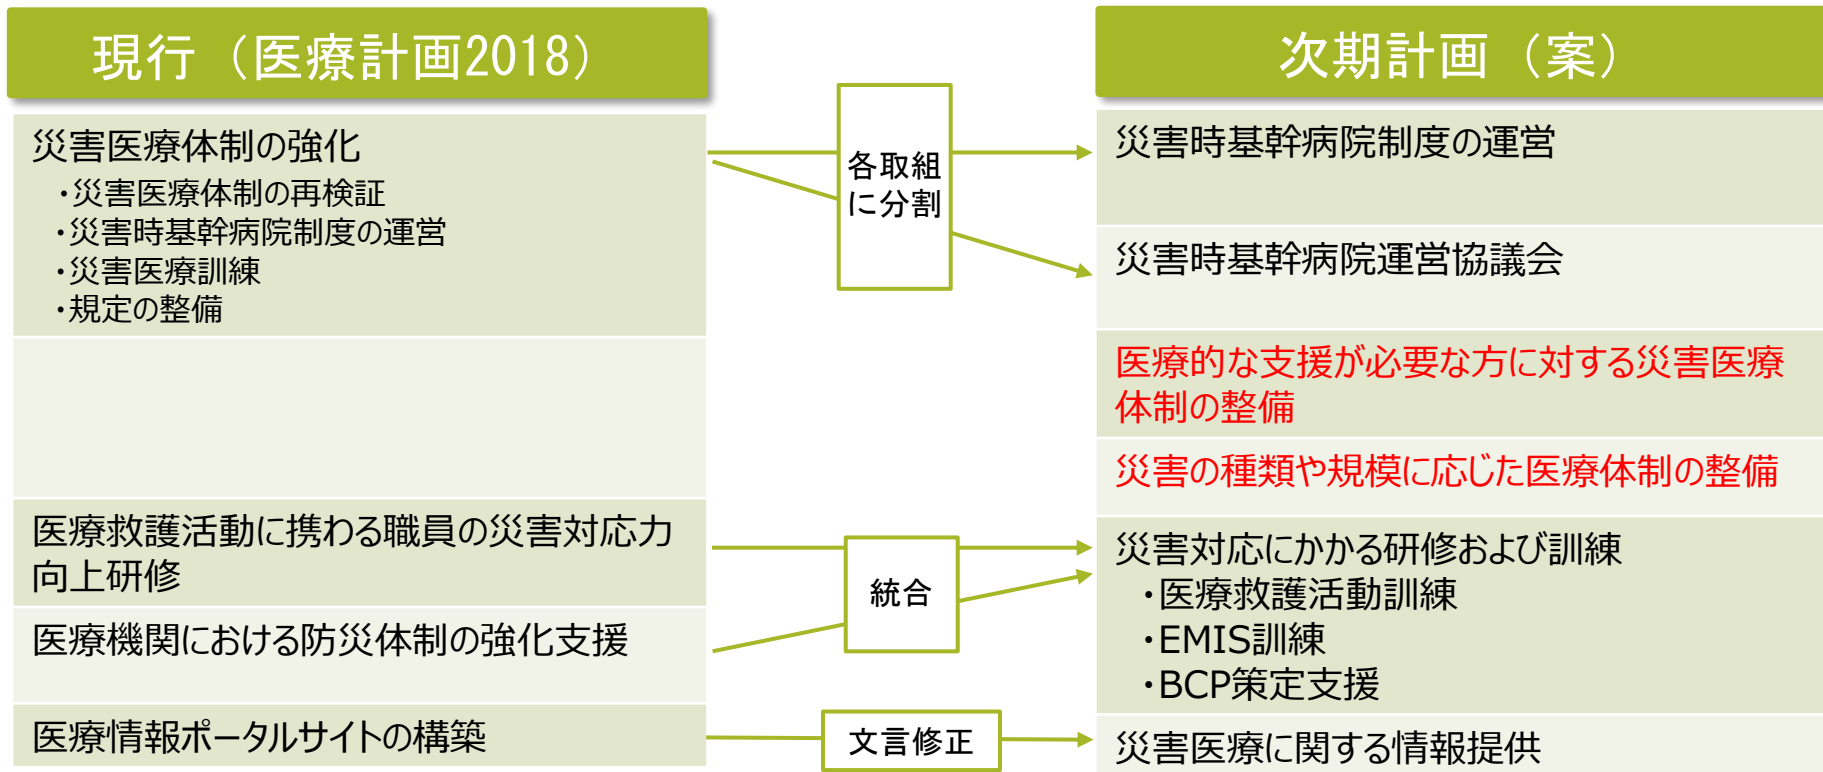 現行（医療計画2018）
災害医療体制の強化
・災害医療体制の再検証
・災害時基幹病院制度の運営
・災害医療訓練
・規定の整備
医療救護活動に携わる職員の災害対応力
向上研修
医療機関における防災体制の強化支援
医療情報ポータルサイトの構築
各取組
に分割
統合
文言修正
次期計画（案）
災害時基幹病院制度の運営
災害時基幹病院運営協議会
医療的な支援が必要な方に対する災害医療
体制の整備
災害の種類や規模に応じた医療体制の整備
災害対応にかかる研修および訓練
・医療救護活動訓練
・EMIS訓練
・BCP策定支援
災害医療に関する情報提供